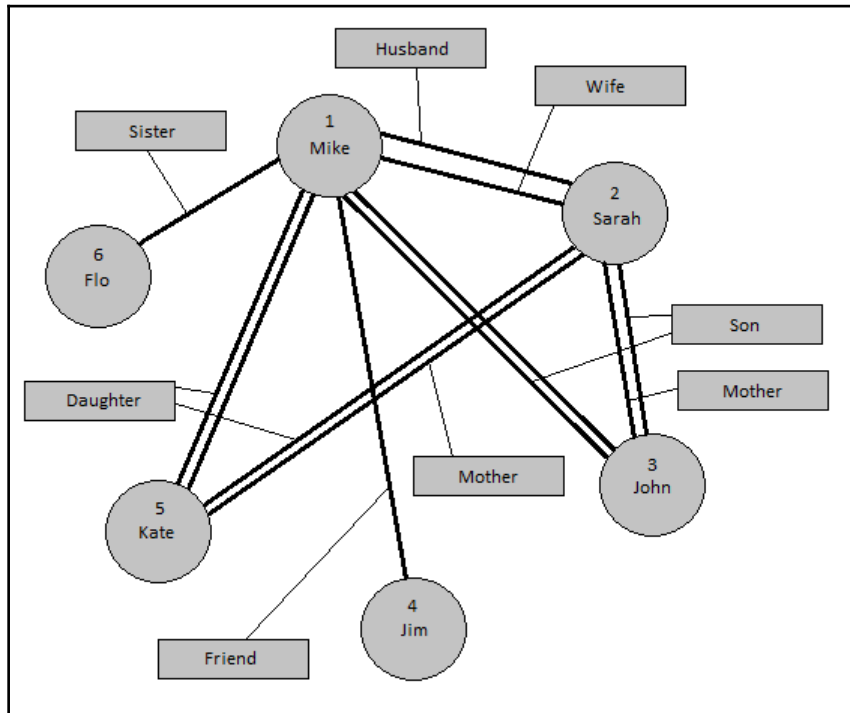 Husband
Wife
Sister
1
Mike
2
Sarah
6
Flo
Son
Daughter
Mother
Mother
3
John
5
Kate
4
Jim
Friend